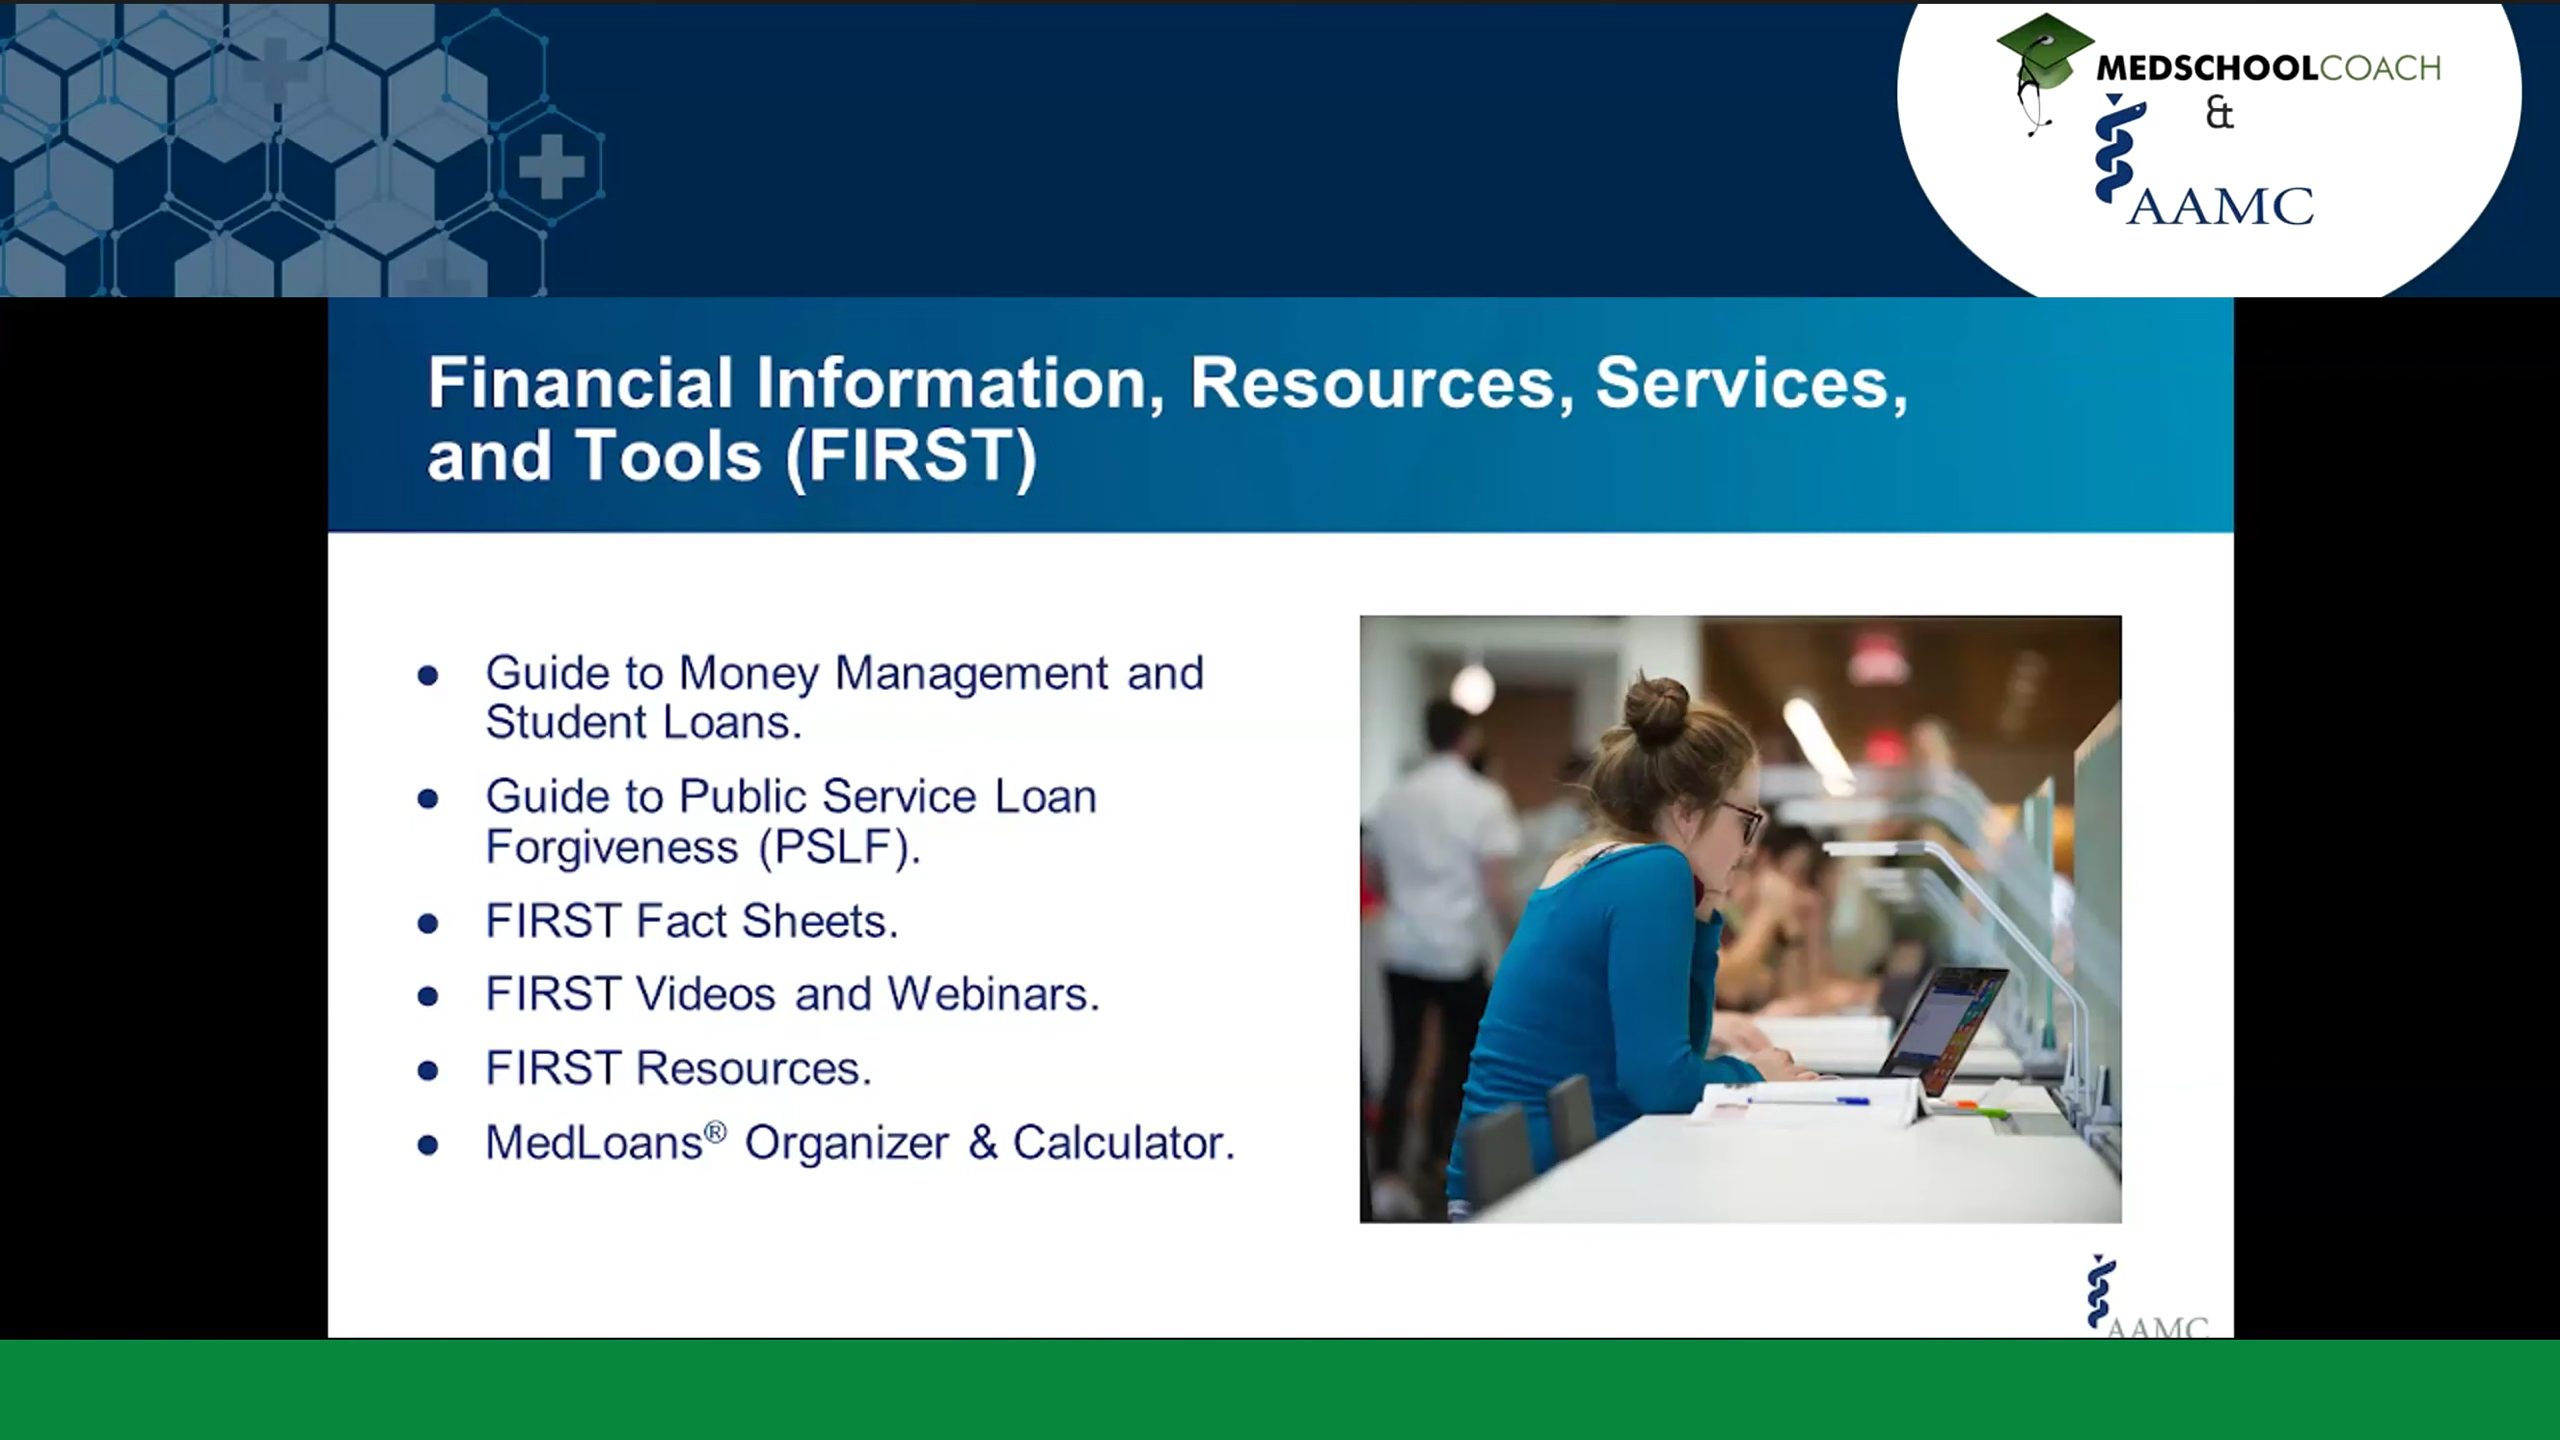 MEDSCHOOLCOACH
&
AAMC
Financial Information, Resources, Services,
and Tools (FIRST)
● Guide to Money Management and
Student Loans.
● Guide to Public Service Loan
Forgiveness (PSLF).
● FIRST Fact Sheets.
● FIRST Videos and Webinars.
● FIRST Resources.
● MedLoans® Organizer & Calculator.
AAMC